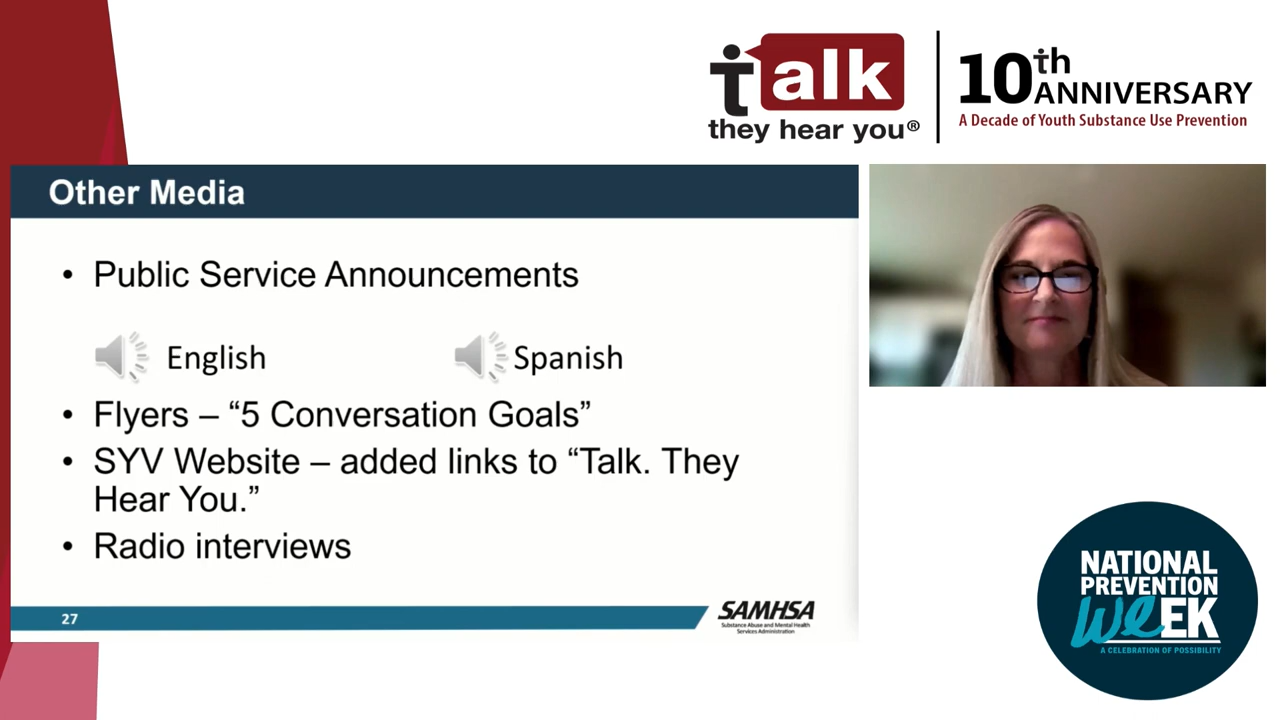 talk
they hear you®
10th
ANNIVERSARY
A Decade of Youth Substance Use Prevention
Other Media
• Public Service Announcements
English
Spanish
• Flyers – “5 Conversation Goals”
• SYV Website – added links to “Talk. They
Hear You.”
• Radio interviews
27
SAMHSA
Substance Abuse and Mental Health
Services Administration
NATIONAL
PREVENTION
WeEK
A CELEBRATION OF POSSIBILITY